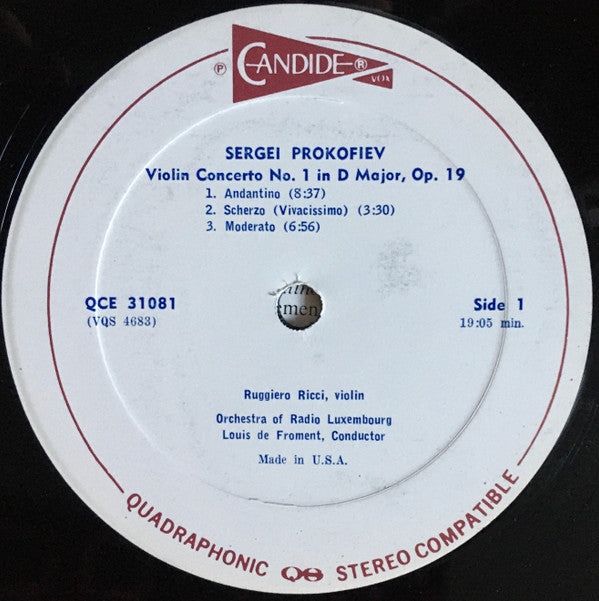 ℗ CANDIDE ®
VOX
SERGEI PROKOFIEV
Violin Concerto No. 1 in D Major, Op. 19
1. Andantino (8:37)
2. Scherzo (Vivacissimo) (3:30)
3. Moderato (6:56)
QCE 31081
(VQS 4683)
Side 1
19:05 min.
Ruggiero Ricci, violin
Orchestra of Radio Luxembourg
Louis de Froment, Conductor
Made in U.S.A.
QUADRAPHONIC QS STEREO COMPATIBLE